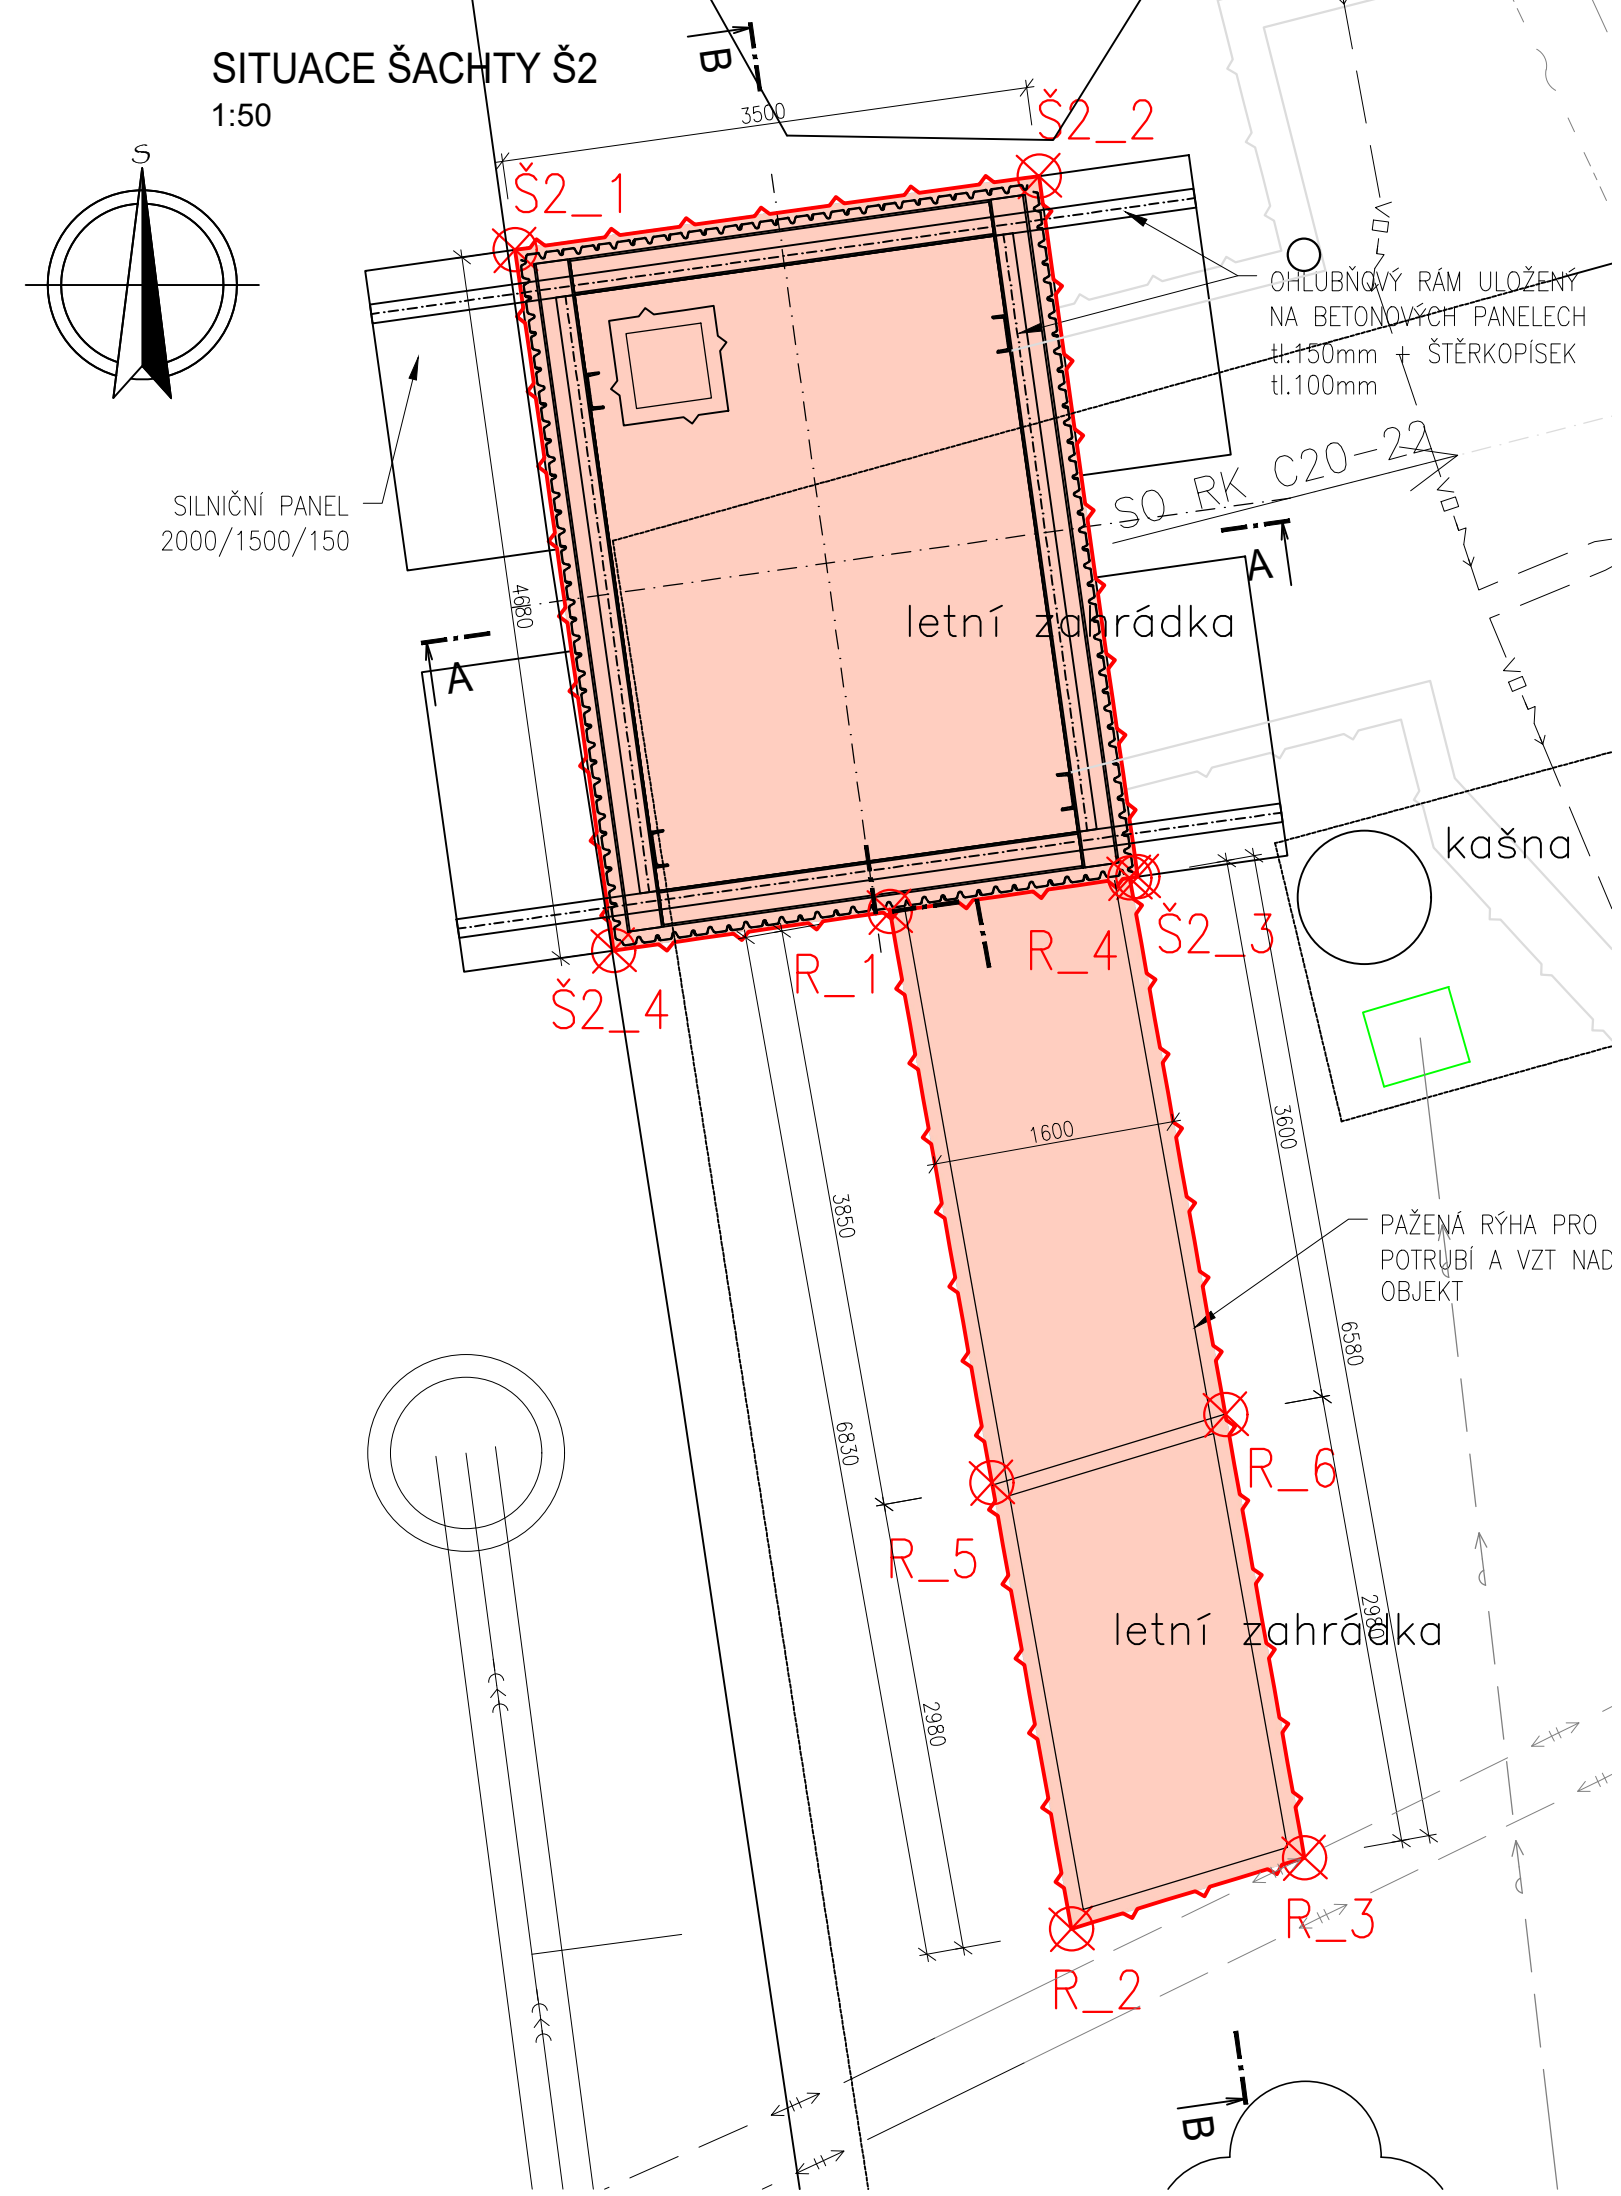 SITUACE ŠACHTY Š2
1:50
S
B
3500
Š2_2
Š2_1
OHLUBŇOVÝ RÁM ULOŽENÝ
NA BETONOVÝCH PANELECH
tl.150mm + ŠTĚRKOPÍSEK
tl.100mm
SO RK C20-22
SILNIČNÍ PANEL
2000/1500/150
A
4680
letní zahrádka
A
kašna
R_4
Š2_3
R_1
Š2_4
1600
3600
3850
PAŽENÁ RÝHA PRO
POTRUBÍ A VZT NAD
OBJEKT
6580
6830
R_6
R_5
2980
letní zahrádka
2980
R_3
R_2
B